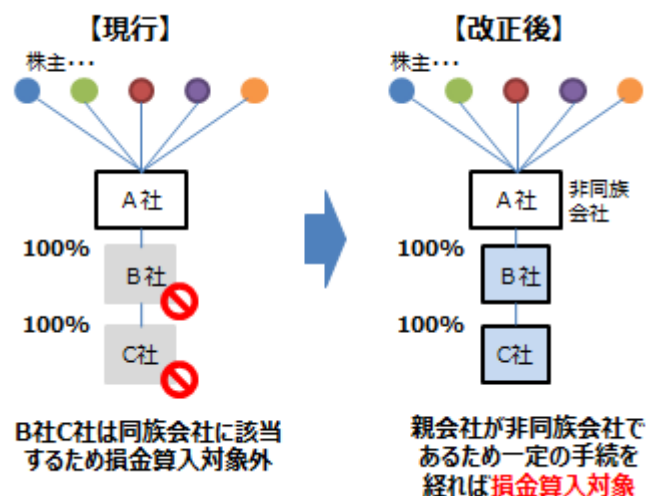 【現行】
株主・・・
A社
100%
B社
100%
C社
B社C社は同族会社に該当
するため損金算入対象外
【改正後】
株主・・・
A社
非同族
会社
100%
B社
100%
C社
親会社が非同族会社で
あるため一定の手続を
経れば損金算入対象